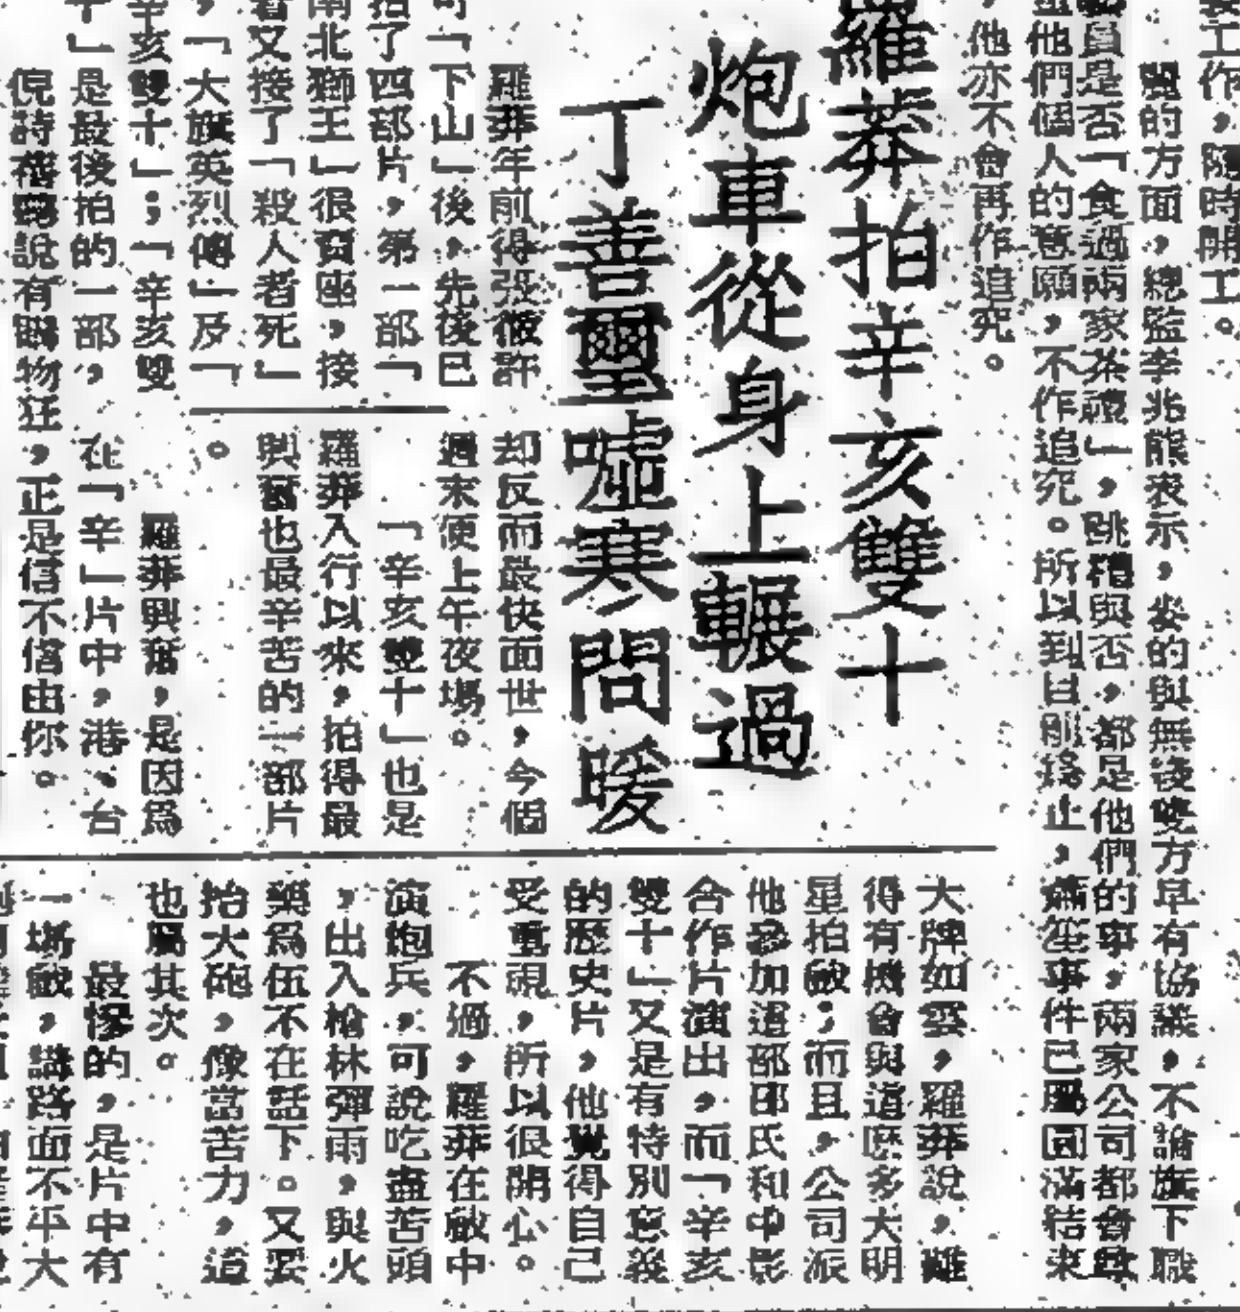 工作，隨時開工。
的方面，總監李兆熊表示，炎的與無綫雙方早有協議，不論旗下職
員是否「食過兩家茶禮」，跳槽與否，都是他們的事，兩家公司都會
他們個人的意願，不作追究。所以到目前為止，事件已屬圓滿結束
，他亦不會再作追究。
羅莽拍辛亥雙十
炮車從身上輾過
丁善璽噓寒問暖
羅莽年前得張徹許
可「下山」後，先後已
拍了四部片，第一部「
南北獅王」很賣座，接
着又接了「殺人者死」
，「大旗英烈傳」及「
辛亥雙十」；「辛亥雙
十」是最後拍的一部，
却反而最快面世，今個
週末便上午夜場。
「辛亥雙十」也是
羅莽入行以來，拍得最
興奮也最辛苦的一部片
。
羅莽興奮，是因爲
在「辛」片中，港、台
大牌如雲，羅莽說，難
得有機會與這麽多大明
星拍戲；而且，公司派
他參加這部邵氏和中影
合作片演出，而「辛亥
雙十」又是有特別意義
的歷史片，他覺得自己
受重視，所以很開心。
不過，羅莽在戲中
演炮兵，可說吃盡苦頭
，出入槍林彈雨，與火
藥爲伍不在話下。又要
抬大砲，像當苦力，這
也屬其次。
最慘的，是片中有
一場戲，講路面不平大
說有購物狂，正是信不信由你。